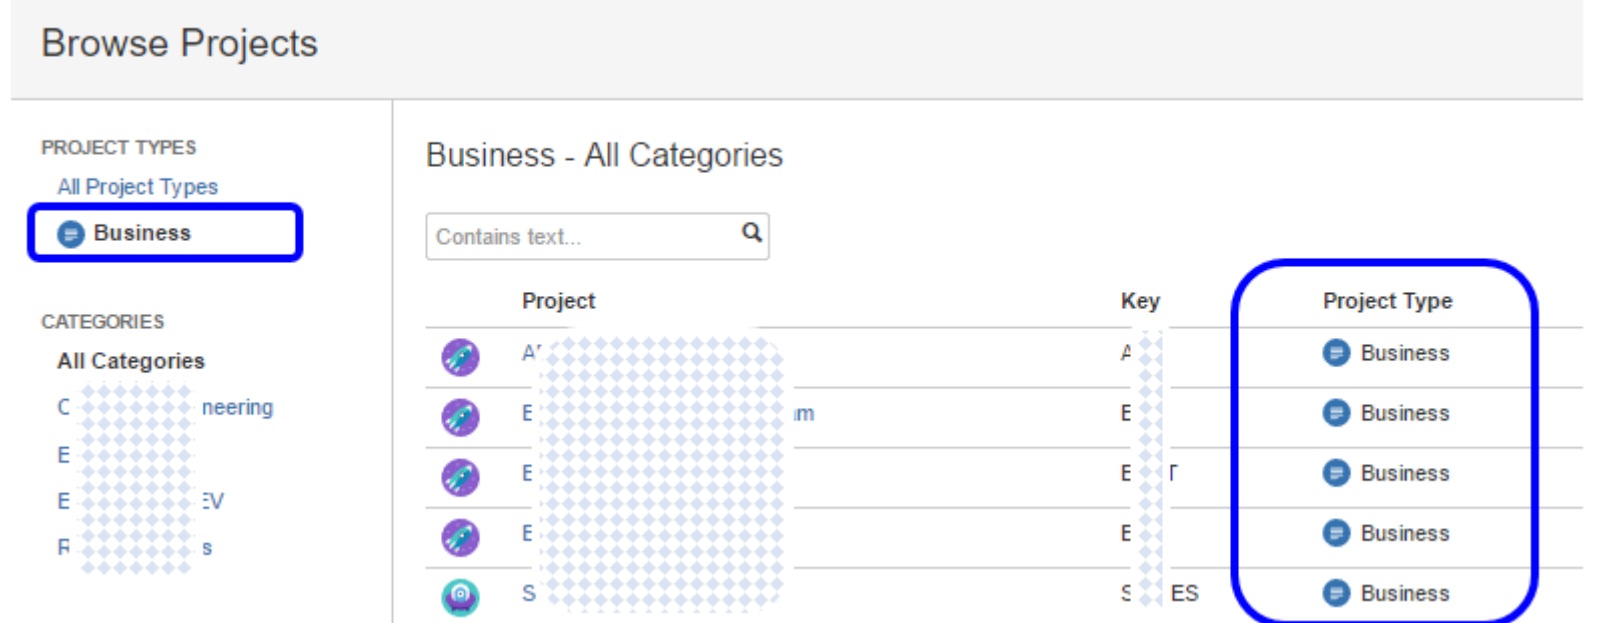 Browse Projects
PROJECT TYPES
All Project Types
Business
CATEGORIES
All Categories
Business - All Categories
Contains text...
Project Key Project Type
Business
Business
Business
Business
Business